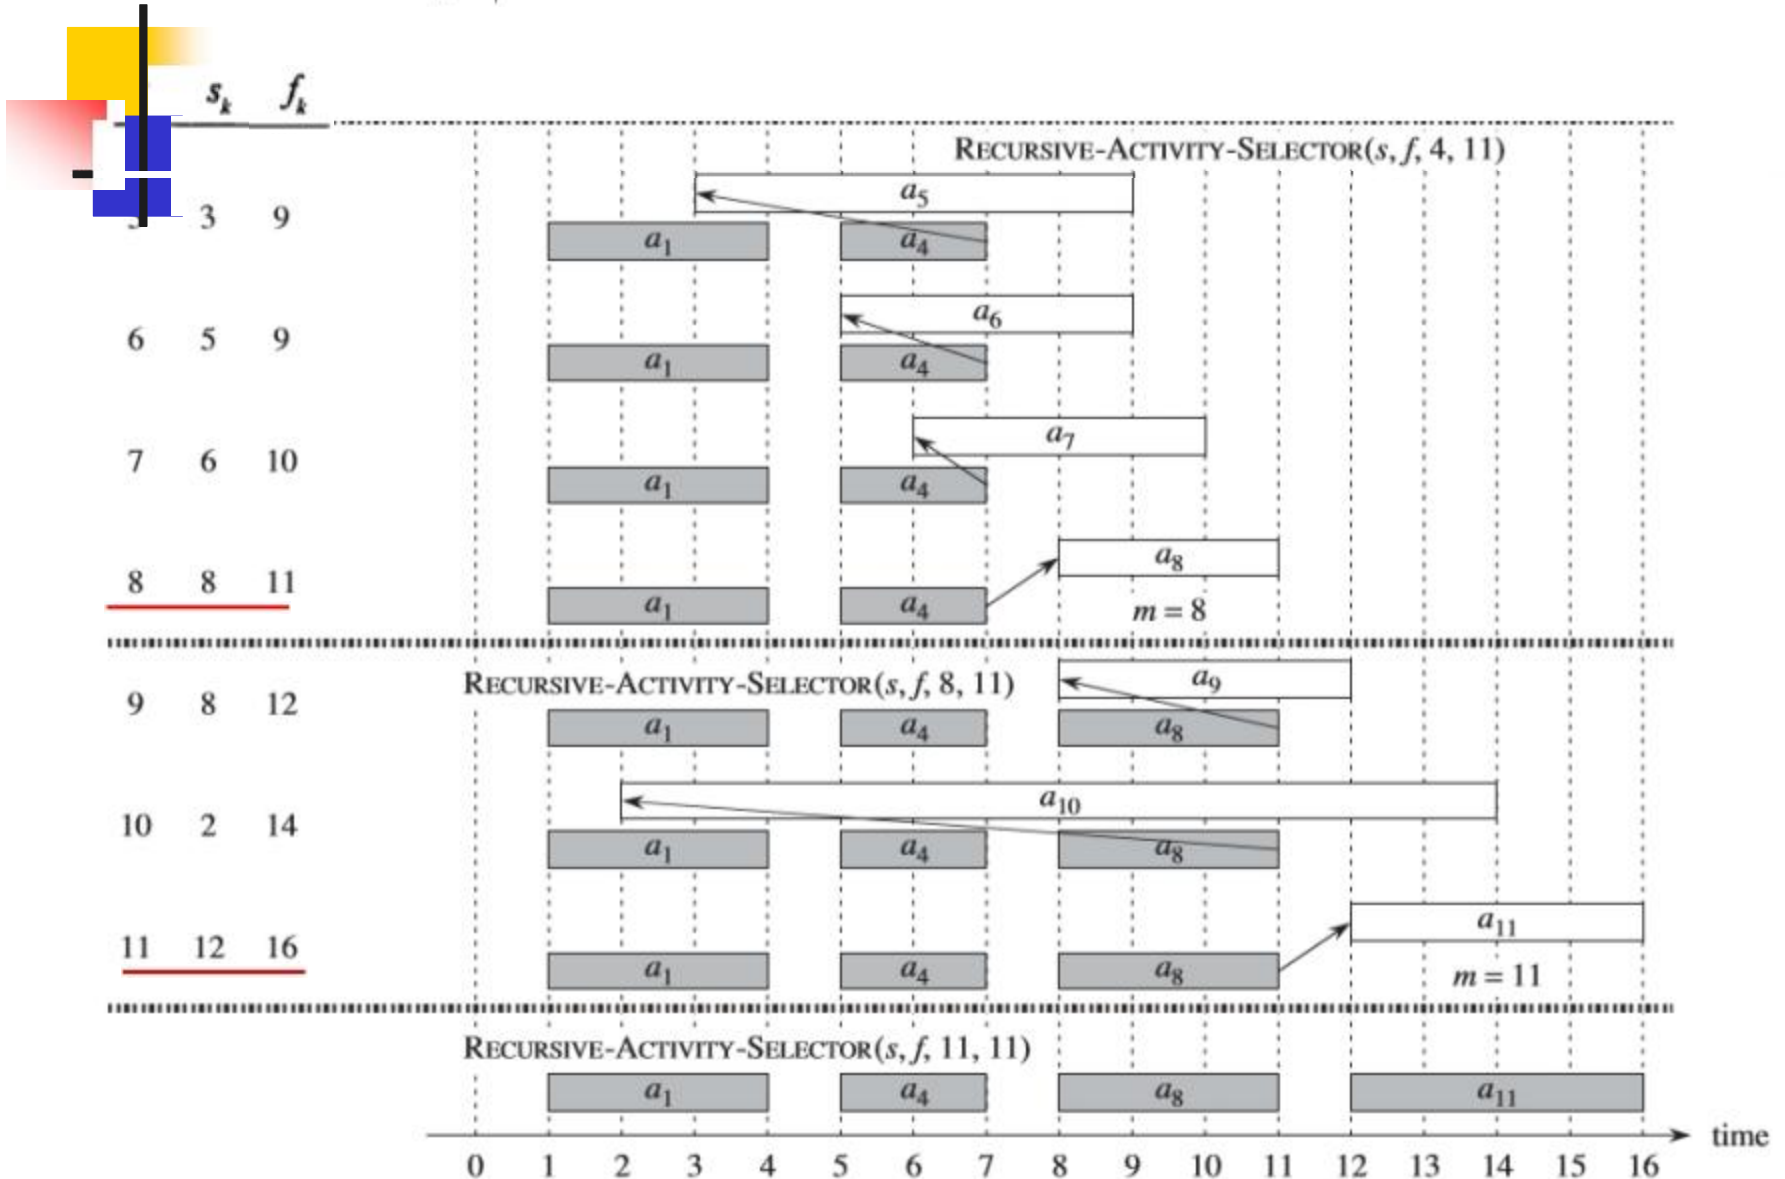 s_k f_k
RECURSIVE-ACTIVITY-SELECTOR(s, f, 4, 11)
a_5
3 9
a_1 a_4
a_6
6 5 9
a_1 a_4
a_7
7 6 10
a_1 a_4
a_8
8 8 11
a_1 a_4 m = 8
RECURSIVE-ACTIVITY-SELECTOR(s, f, 8, 11) a_9
9 8 12
a_1 a_4 a_8
a_10
10 2 14
a_1 a_4 a_8
a_11
11 12 16
a_1 a_4 a_8 m = 11
RECURSIVE-ACTIVITY-SELECTOR(s, f, 11, 11)
a_1 a_4 a_8 a_11
time
0 1 2 3 4 5 6 7 8 9 10 11 12 13 14 15 16